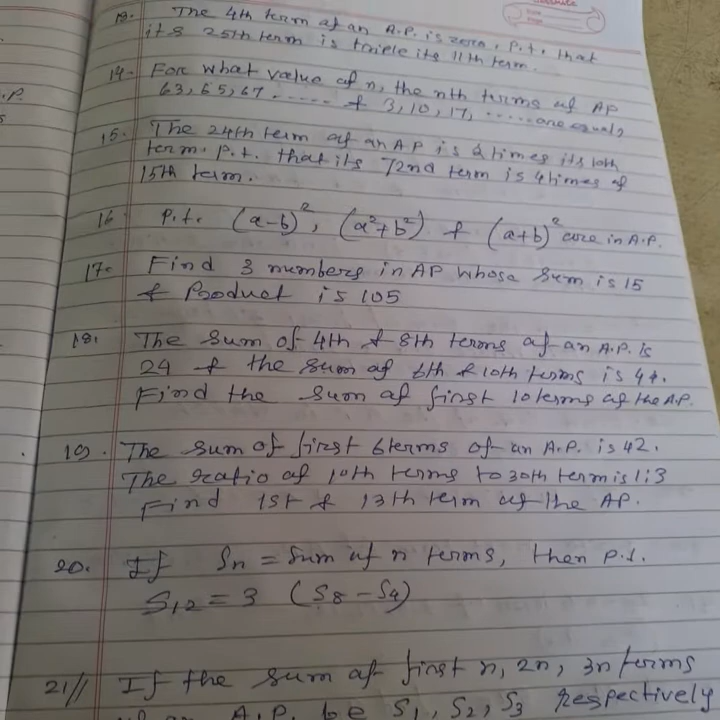 13. The 4th term of an A.P. is zero. P.t. that
its 25th term is triple its 11th term.
14- For what value of n, the nth terms of AP
63, 65, 67 ...... & 3, 10, 17, ...... are equal?
15. The 24th term of an AP is 2 times its 10th
term. P.t. that its 72nd term is 4 times of
15th term.
16 P.t. (a-b)², (a²+b²) & (a+b)² are in A.P.
17. Find 3 numbers in AP whose sum is 15
& Product is 105
18. The sum of 4th & 8th terms of an A.P. is
24 & the sum of 6th & 10th terms is 44.
Find the sum of first 10 terms of the A.P.
19. The sum of first 6 terms of an A.P. is 42.
The ratio of 10th terms to 30th term is 1:3
Find 1st & 13th term of the AP.
20. If Sn = Sum of n terms, then P.t.
S12 = 3 (S8 - S4)
21// If the sum of first n, 2n, 3n terms
of an A.P. be S1, S2, S3 respectively